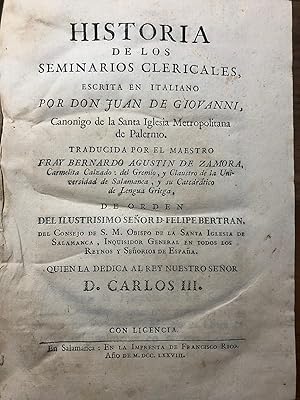 HISTORIA
DE LOS
SEMINARIOS CLERICALES,
ESCRITA EN ITALIANO
POR DON JUAN DE GIOVANNI,
Canonigo de la Santa Iglesia Metropolitana
de Palermo.
TRADUCIDA POR EL MAESTRO
FRAY BERNARDO AGUSTIN DE ZAMORA,
Carmelita Calzado: del Gremio, y Claustro de la Uni-
versidad de Salamanca, y su Catedrático
de Lengua Griega,
DE ORDEN
DEL ILUSTRISIMO SEÑOR D. FELIPE BERTRAN.
DEL CONSEJO DE S. M. OBISPO DE LA SANTA IGLESIA DE
SALAMANCA, INQUISIDOR GENERAL EN TODOS LOS
REYNOS Y SEÑORIOS DE ESPAÑA.
QUIEN LA DEDICA AL REY NUESTRO SEÑOR
D. CARLOS III.
CON LICENCIA.
En Salamanca: EN LA IMPRENTA DE FRANCISCO RICO.
Año DE M. DCC. LXXVIII.